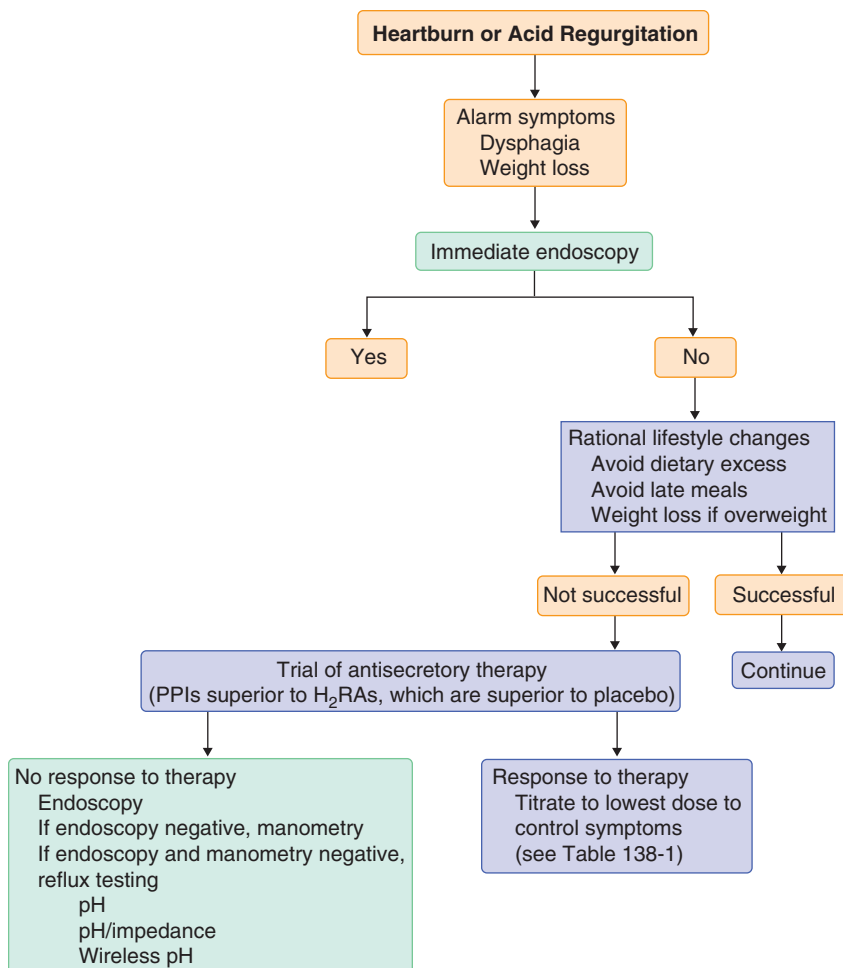 Heartburn or Acid Regurgitation
Alarm symptoms
Dysphagia
Weight loss
Immediate endoscopy
Yes
No
Rational lifestyle changes
Avoid dietary excess
Avoid late meals
Weight loss if overweight
Not successful
Successful
Trial of antisecretory therapy
(PPIs superior to H₂RAs, which are superior to placebo)
Continue
No response to therapy
Endoscopy
If endoscopy negative, manometry
If endoscopy and manometry negative,
reflux testing
pH
pH/impedance
Wireless pH
Response to therapy
Titrate to lowest dose to
control symptoms
(see Table 138-1)